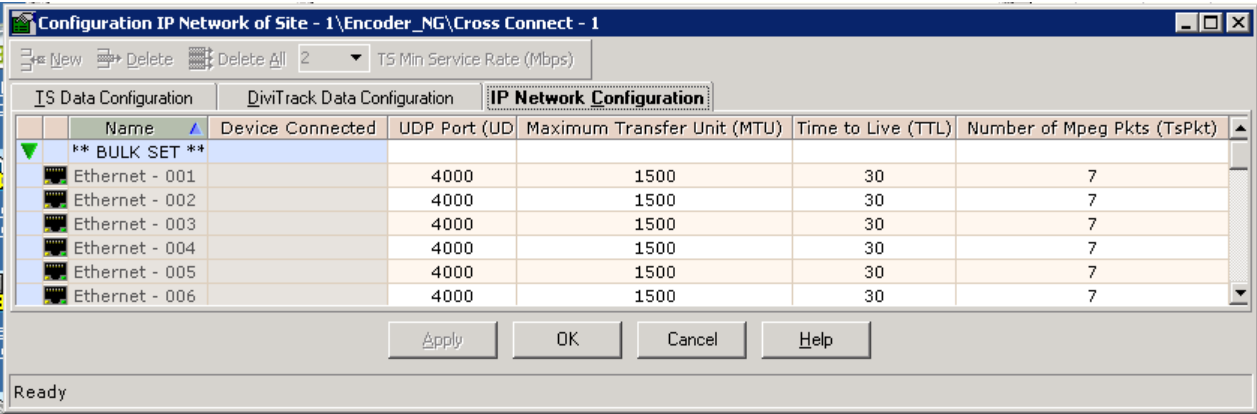 Configuration IP Network of Site - 1\Encoder_NG\Cross Connect - 1
New Delete Delete All 2 TS Min Service Rate (Mbps)
TS Data Configuration DiviTrack Data Configuration IP Network Configuration
Name Device Connected UDP Port (UD Maximum Transfer Unit (MTU) Time to Live (TTL) Number of Mpeg Pkts (TsPkt)
** BULK SET **
Ethernet - 001 4000 1500 30 7
Ethernet - 002 4000 1500 30 7
Ethernet - 003 4000 1500 30 7
Ethernet - 004 4000 1500 30 7
Ethernet - 005 4000 1500 30 7
Ethernet - 006 4000 1500 30 7
Apply OK Cancel Help
Ready